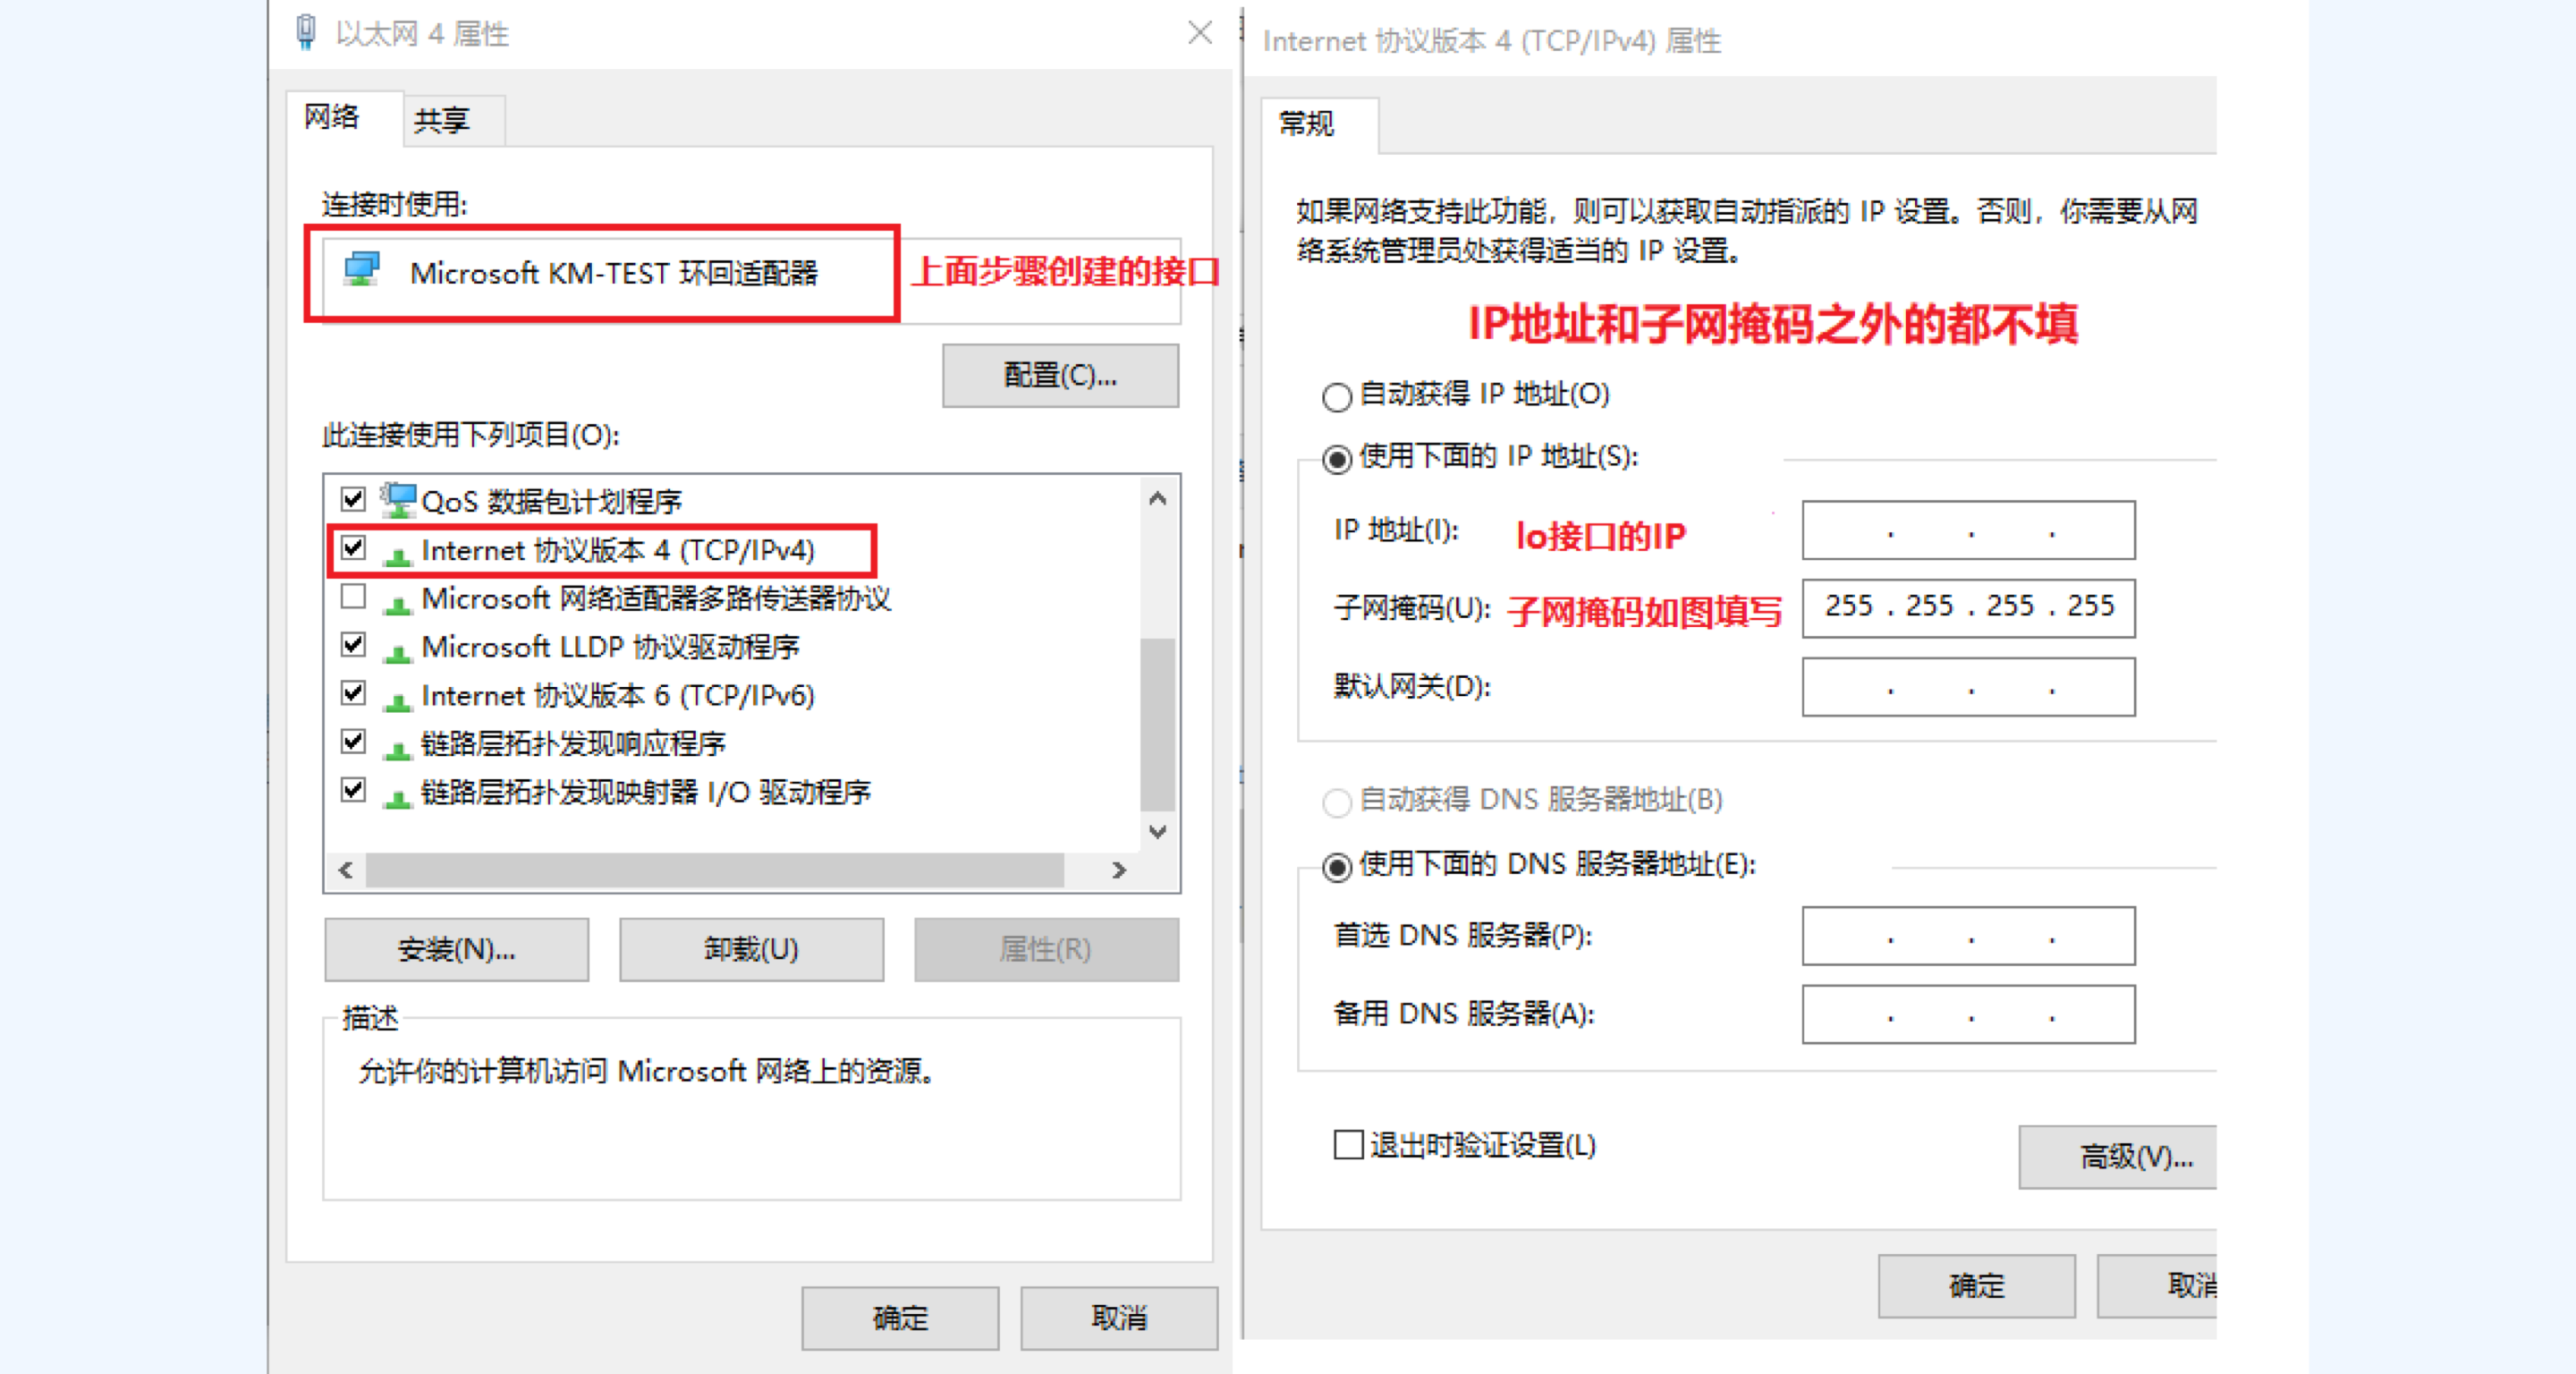 以太网 4 属性
网络
共享
连接时使用:
Microsoft KM-TEST 环回适配器
上面步骤创建的接口
配置(C)...
此连接使用下列项目(O):
QoS 数据包计划程序
Internet 协议版本 4 (TCP/IPv4)
Microsoft 网络适配器多路传送器协议
Microsoft LLDP 协议驱动程序
Internet 协议版本 6 (TCP/IPv6)
链路层拓扑发现响应程序
链路层拓扑发现映射器 I/O 驱动程序
安装(N)...
卸载(U)
属性(R)
描述
允许你的计算机访问 Microsoft 网络上的资源。
确定
取消
Internet 协议版本 4 (TCP/IPv4) 属性
常规
如果网络支持此功能，则可以获取自动指派的 IP 设置。否则，你需要从网
络系统管理员处获得适当的 IP 设置。
IP地址和子网掩码之外的都不填
自动获得 IP 地址(O)
使用下面的 IP 地址(S):
IP 地址(I):
lo接口的IP
. . .
子网掩码(U):
子网掩码如图填写
255 . 255 . 255 . 255
默认网关(D):
. . .
自动获得 DNS 服务器地址(B)
使用下面的 DNS 服务器地址(E):
首选 DNS 服务器(P):
. . .
备用 DNS 服务器(A):
. . .
退出时验证设置(L)
高级(V)...
确定
取消